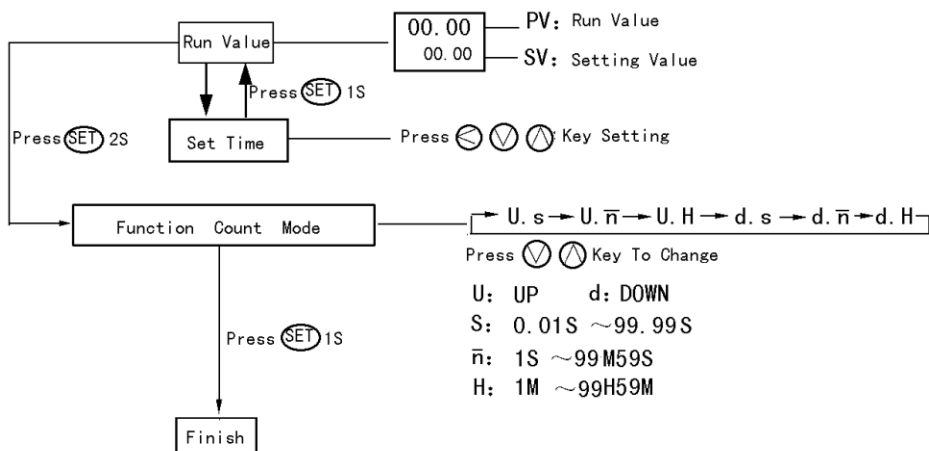 00.00
PV: Run Value
Run Value
00.00
SV: Setting Value
Press SET 1S
Press SET 2S
Set Time
Press < ∨ ∧ Key Setting
Function Count Mode
U.s → U.n̅ → U.H → d.s → d.n̅ → d.H
Press ∨ ∧ Key To Change
U: UP d: DOWN
S: 0.01S ～99.99S
Press SET 1S
n̅: 1S ～99M59S
H: 1M ～99H59M
Finish